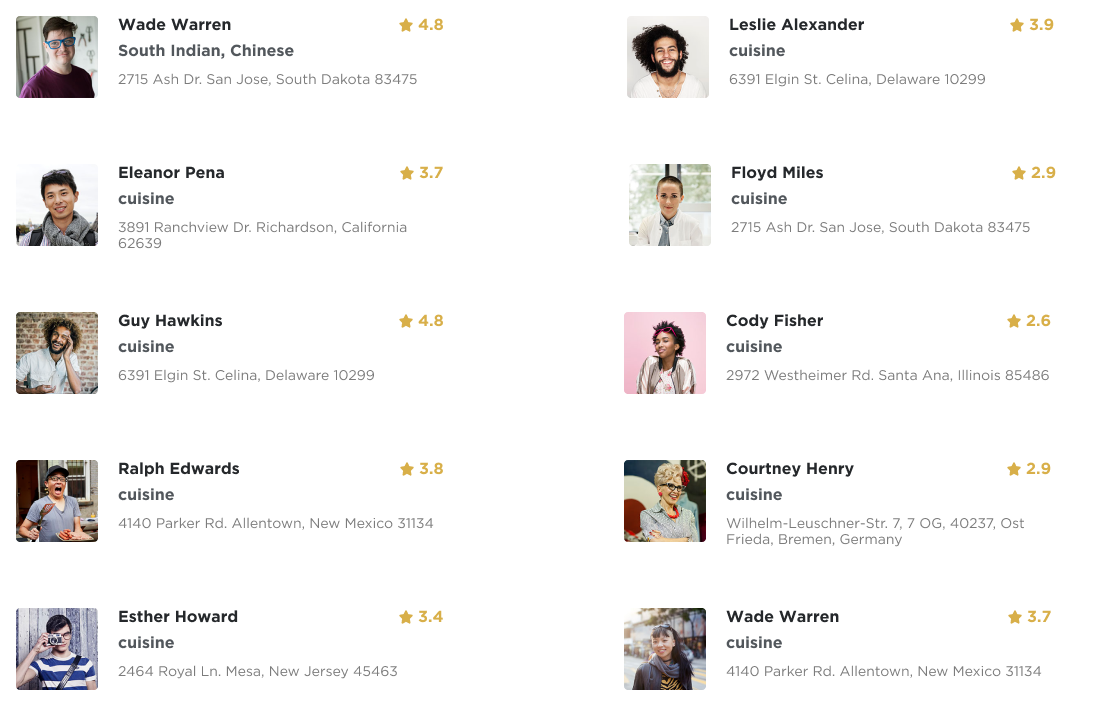 Wade Warren 4.8
South Indian, Chinese
2715 Ash Dr. San Jose, South Dakota 83475
Leslie Alexander 3.9
cuisine
6391 Elgin St. Celina, Delaware 10299
Eleanor Pena 3.7
cuisine
3891 Ranchview Dr. Richardson, California
62639
Floyd Miles 2.9
cuisine
2715 Ash Dr. San Jose, South Dakota 83475
Guy Hawkins 4.8
cuisine
6391 Elgin St. Celina, Delaware 10299
Cody Fisher 2.6
cuisine
2972 Westheimer Rd. Santa Ana, Illinois 85486
Ralph Edwards 3.8
cuisine
4140 Parker Rd. Allentown, New Mexico 31134
Courtney Henry 2.9
cuisine
Wilhelm-Leuschner-Str. 7, 7 OG, 40237, Ost
Frieda, Bremen, Germany
Esther Howard 3.4
cuisine
2464 Royal Ln. Mesa, New Jersey 45463
Wade Warren 3.7
cuisine
4140 Parker Rd. Allentown, New Mexico 31134